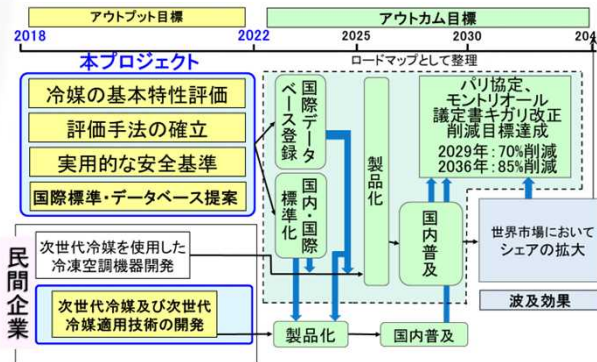 アウトプット目標
アウトカム目標
2018
2022
2025
2030
204
本プロジェクト
ロードマップとして整理
冷媒の基本特性評価
評価手法の確立
実用的な安全基準
国際標準・データベース提案
国際データ
ベース登録
国内・国際
標準化
製品化
国内普及
パリ協定、
モントリオール
議定書キガリ改正
削減目標達成
2029年:70%削減
2036年:85%削減
世界市場において
シェアの拡大
波及効果
民間企業
次世代冷媒を使用した
冷凍空調機器開発
次世代冷媒及び次世代
冷媒適用技術の開発
製品化
国内普及